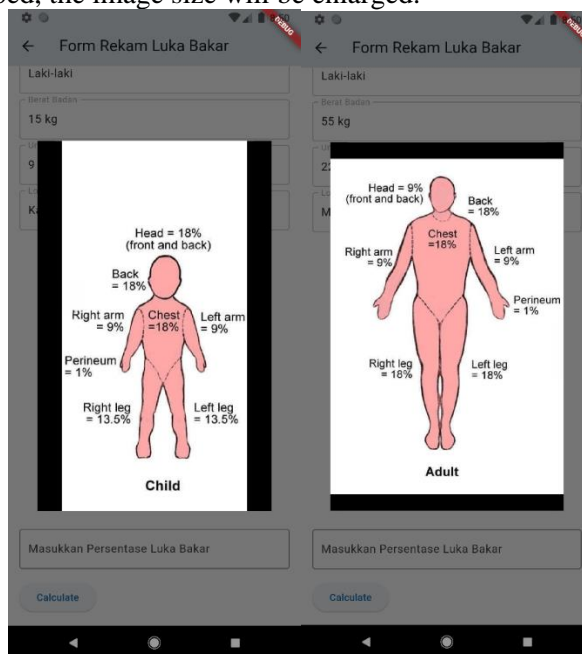 bed, the image size will be enlarged.
DEBUG
Form Rekam Luka Bakar
Laki-laki
Berat Badan
15 kg
9
Head = 18%
(front and back)
Back
= 18%
Right arm
= 9%
Chest
=18%
Left arm
= 9%
Perineum
= 1%
Right leg
= 13.5%
Left leg
= 13.5%
Child
Masukkan Persentase Luka Bakar
Calculate
DEBUG
Form Rekam Luka Bakar
Laki-laki
Berat Badan
55 kg
Head = 9%
(front and back)
Back
= 18%
Chest
=18%
Right arm
= 9%
Left arm
= 9%
Perineum
= 1%
Right leg
= 18%
Left leg
= 18%
Adult
Masukkan Persentase Luka Bakar
Calculate